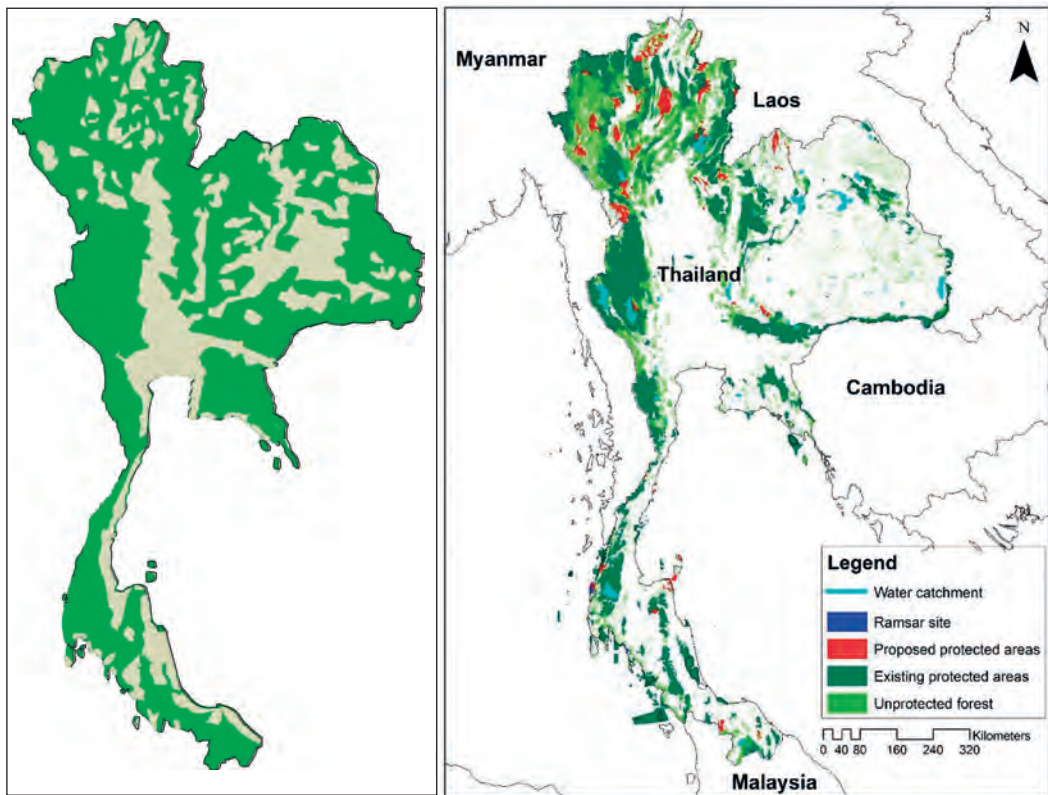 N
Myanmar
Laos
Thailand
Cambodia
Legend
Water catchment
Ramsar site
Proposed protected areas
Existing protected areas
Unprotected forest
Kilometers
0 40 80 160 240 320
Malaysia